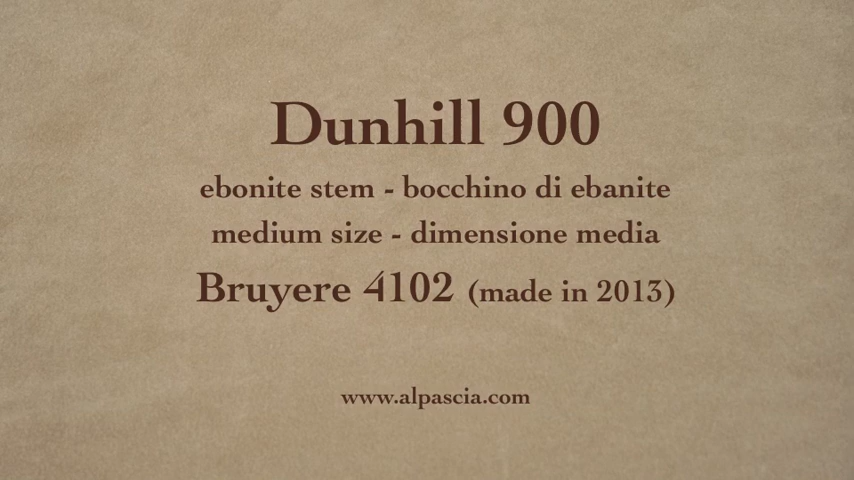 Dunhill 900
ebonite stem - bocchino di ebanite
medium size - dimensione media
Bruyere 4102 (made in 2013)
www.alpascia.com